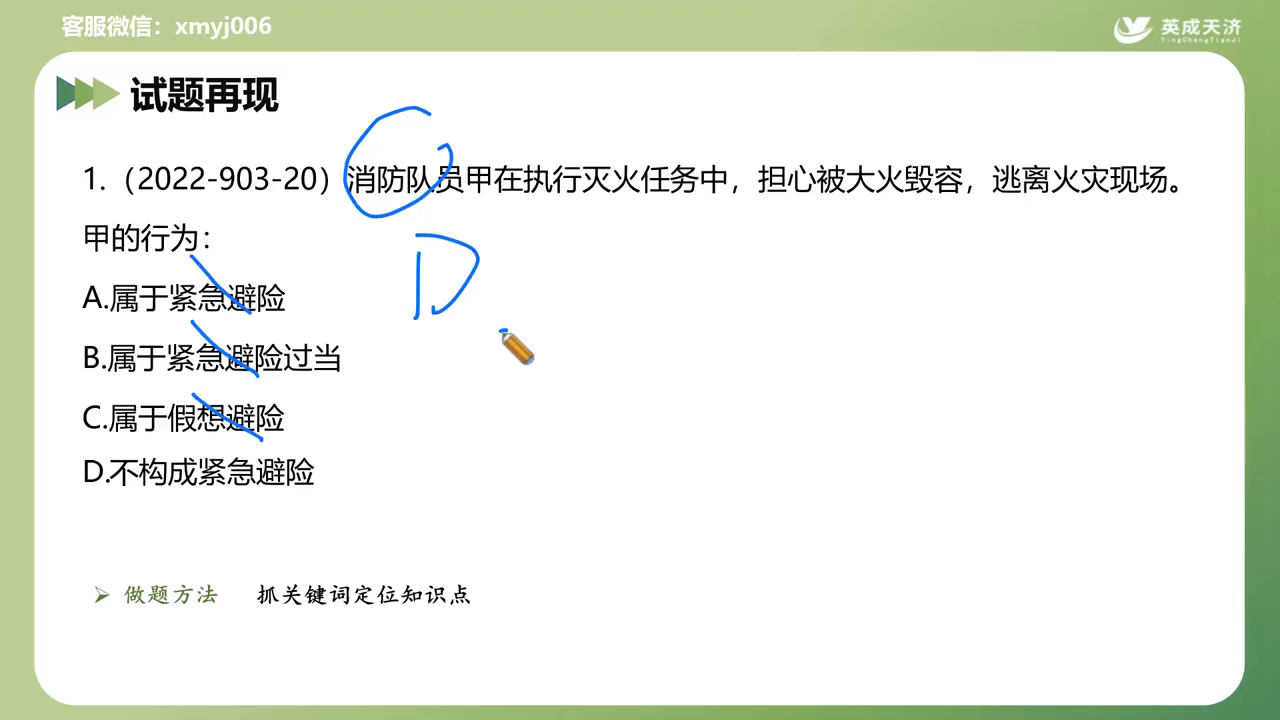 客服微信：xmyj006
英成天济
YingChengTianJi
试题再现
1.（2022-903-20）消防队员甲在执行灭火任务中，担心被大火毁容，逃离火灾现场。
甲的行为：
D
A.属于紧急避险
B.属于紧急避险过当
C.属于假想避险
D.不构成紧急避险
做题方法 抓关键词定位知识点